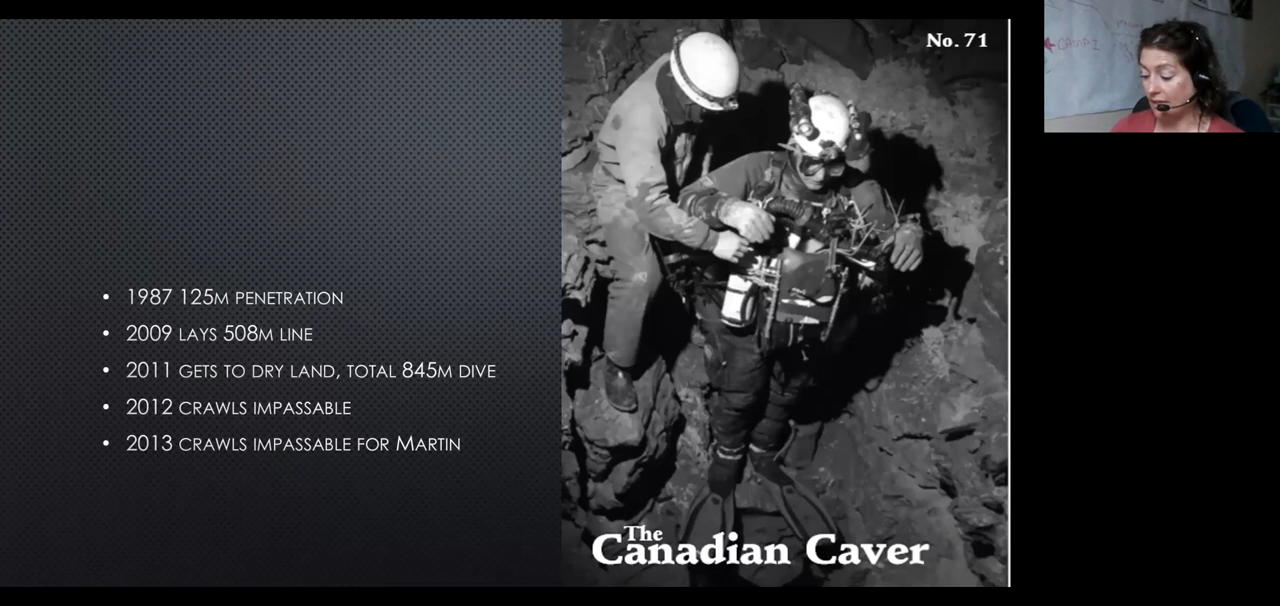 1987 125M PENETRATION
2009 LAYS 508M LINE
2011 GETS TO DRY LAND, TOTAL 845M DIVE
2012 CRAWLS IMPASSABLE
2013 CRAWLS IMPASSABLE FOR MARTIN
No. 71
The
Canadian Caver
CAMP I